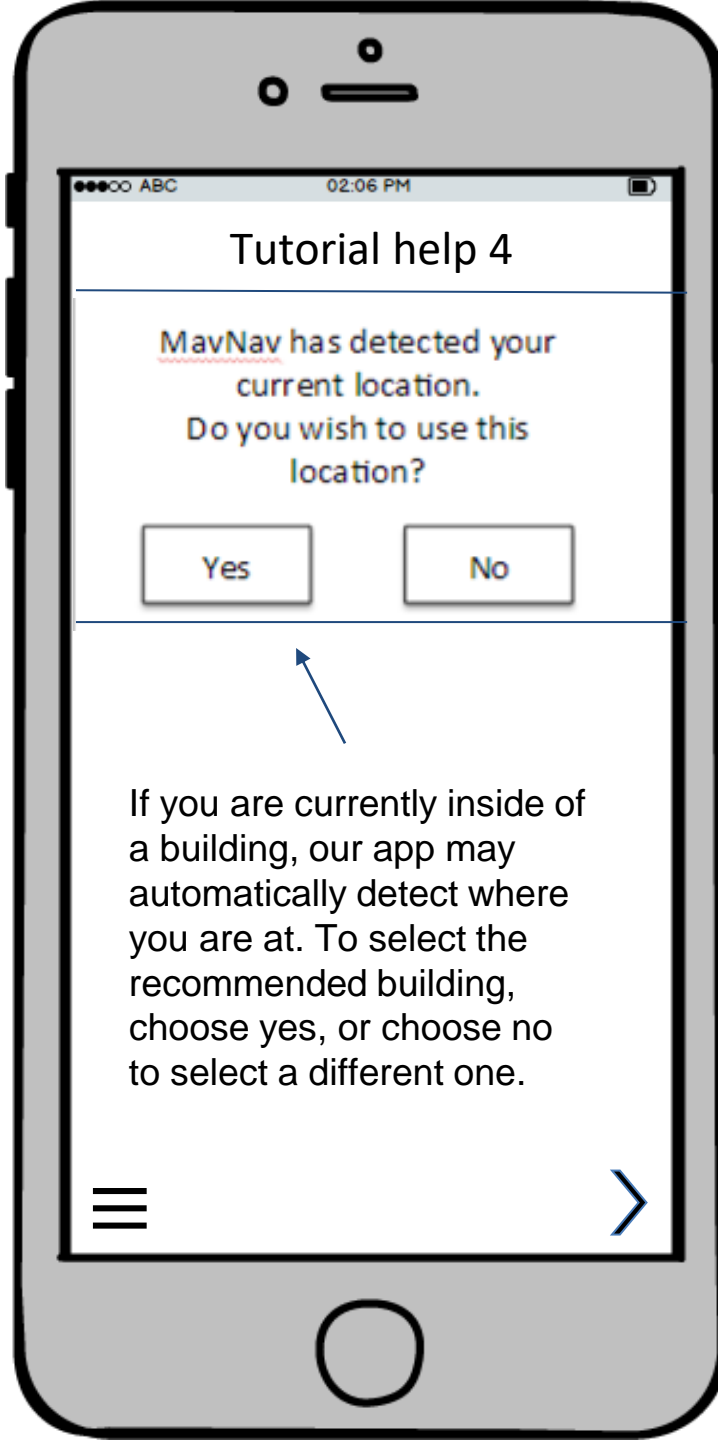 ABC 02:06 PM
Tutorial help 4
MavNav has detected your
current location.
Do you wish to use this
location?
Yes No
If you are currently inside of
a building, our app may
automatically detect where
you are at. To select the
recommended building,
choose yes, or choose no
to select a different one.